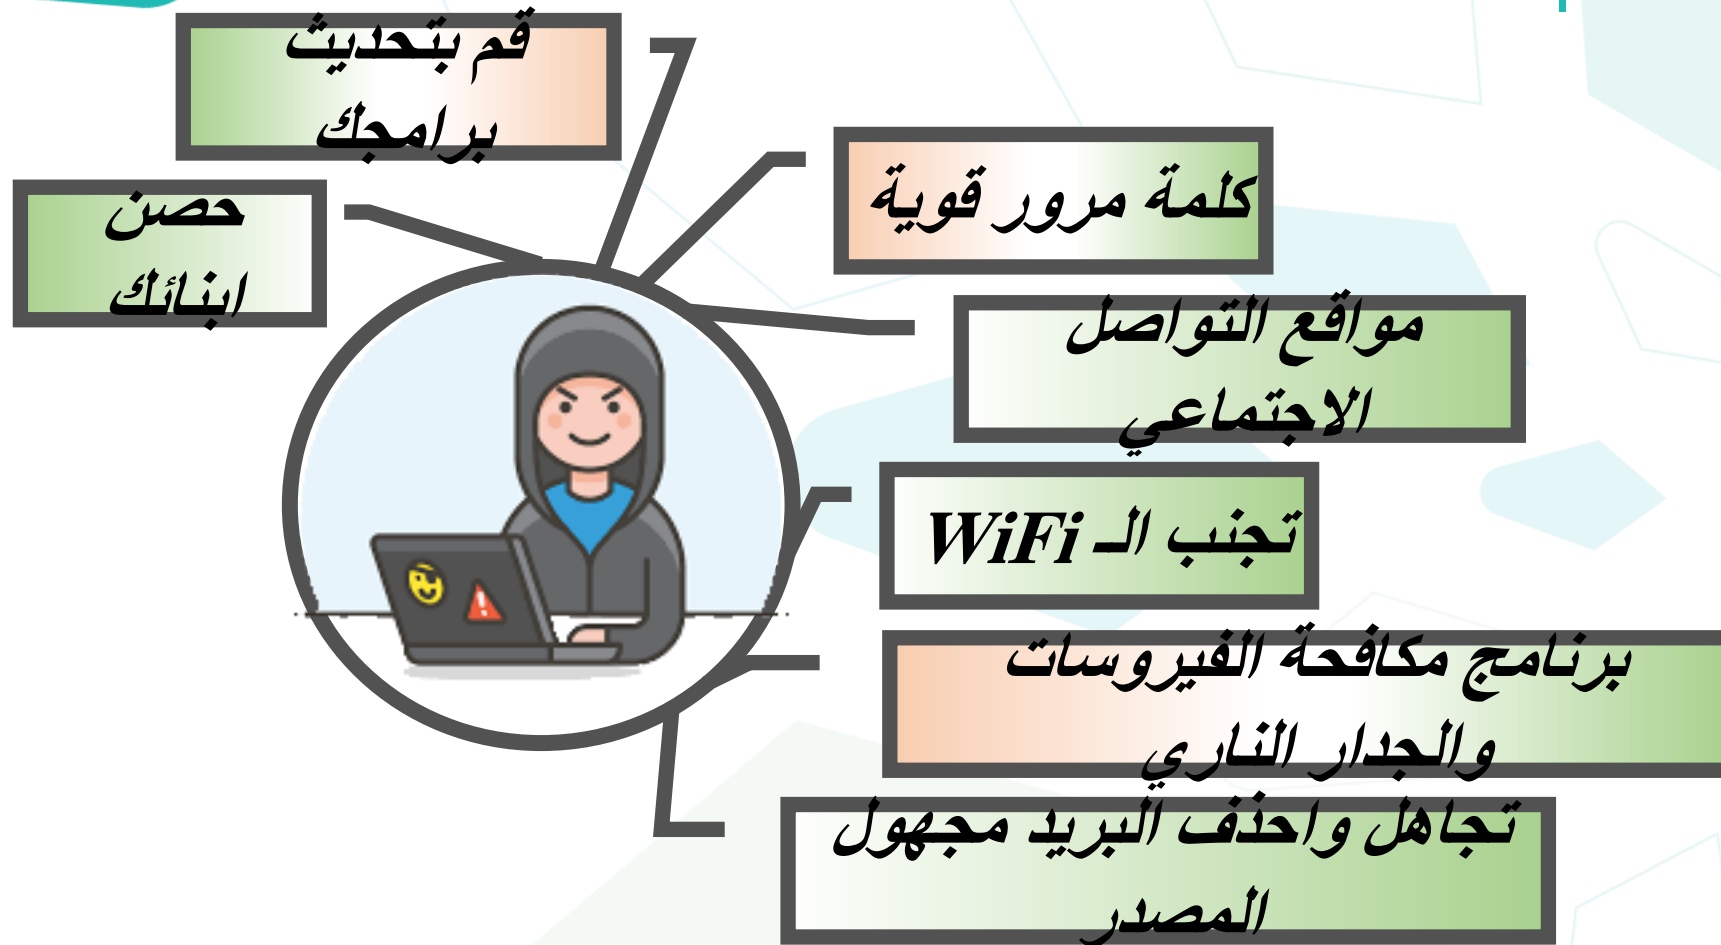 قم بتحديث
برامجك
كلمة مرور قوية
حصن
ابنائك
مواقع التواصل
الاجتماعي
تجنب الـ WiFi
برنامج مكافحة الفيروسات
والجدار الناري
تجاهل واحذف البريد مجهول
المصدر